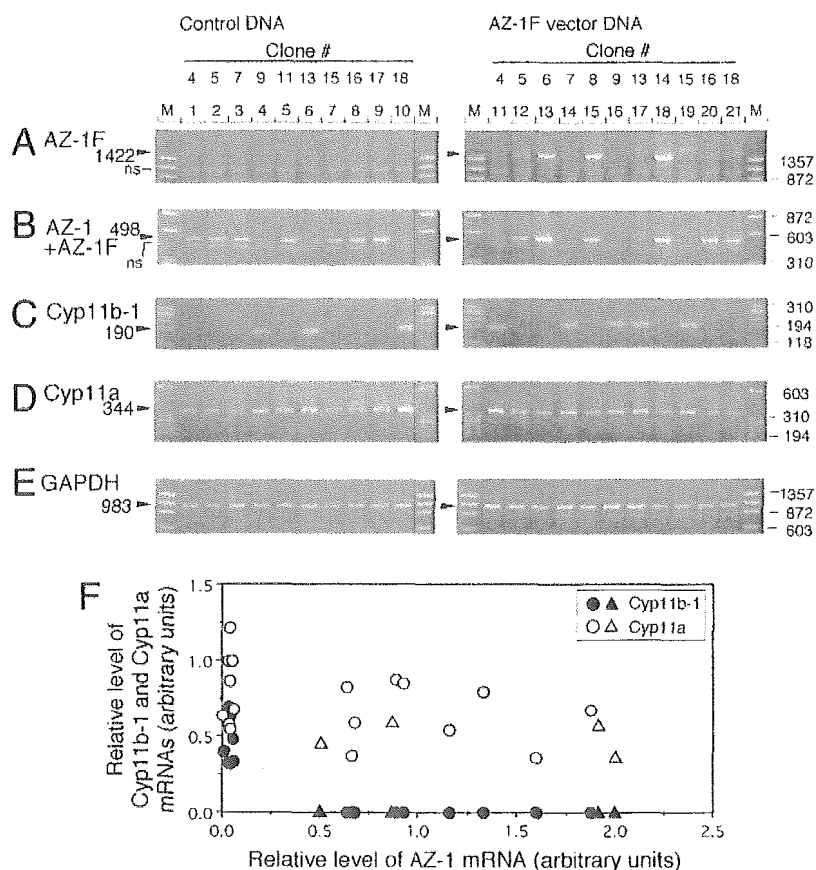 Control DNA AZ-1F vector DNA
Clone # Clone #
4 5 7 9 11 13 15 16 17 18 4 5 6 7 8 9 13 14 15 16 18
M 1 2 3 4 5 6 7 8 9 10 M M 11 12 13 14 15 16 17 18 19 20 21 M
A AZ-1F
1422
ns
1357
872
B AZ-1 498
+AZ-1F
ns
872
603
310
C Cyp11b-1
190
310
194
118
D Cyp11a
344
603
310
194
E GAPDH
983
1357
872
603
F
Relative level of
Cyp11b-1 and Cyp11a
mRNAs (arbitrary units)
1.5
1.0
0.5
0.0
Cyp11b-1
Cyp11a
0.0 0.5 1.0 1.5 2.0 2.5
Relative level of AZ-1 mRNA (arbitrary units)